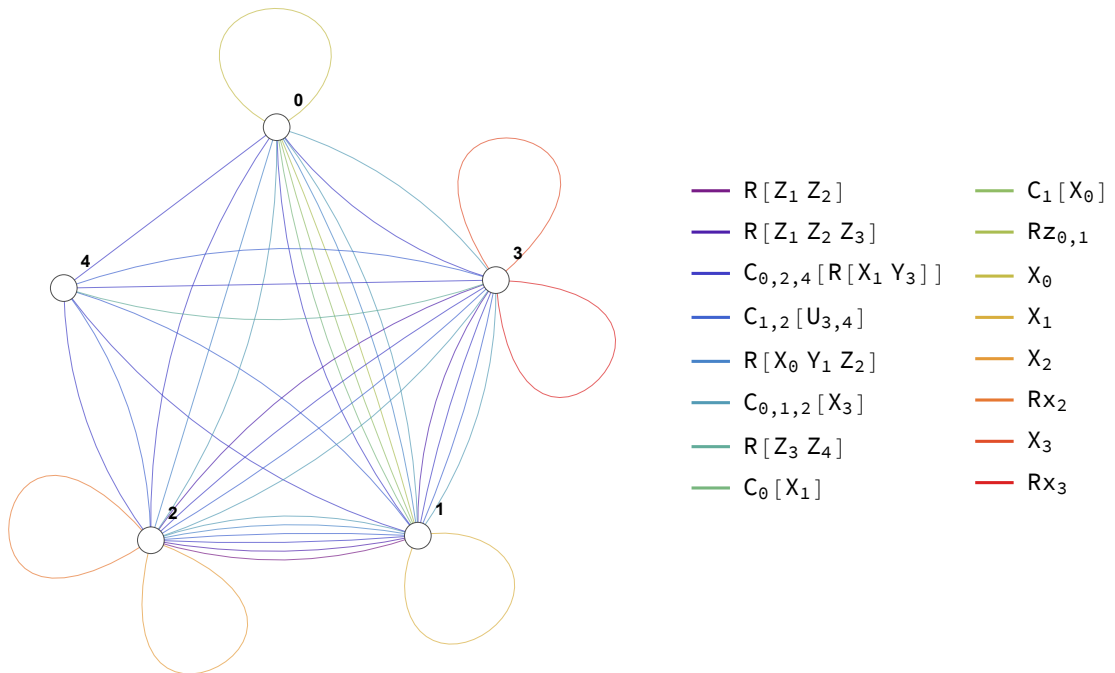 0
3
4
2
1
R[Z₁ Z₂]
R[Z₁ Z₂ Z₃]
C₀,₂,₄[R[X₁ Y₃]]
C₁,₂[U₃,₄]
R[X₀ Y₁ Z₂]
C₀,₁,₂[X₃]
R[Z₃ Z₄]
C₀[X₁]
C₁[X₀]
Rz₀,₁
X₀
X₁
X₂
Rx₂
X₃
Rx₃